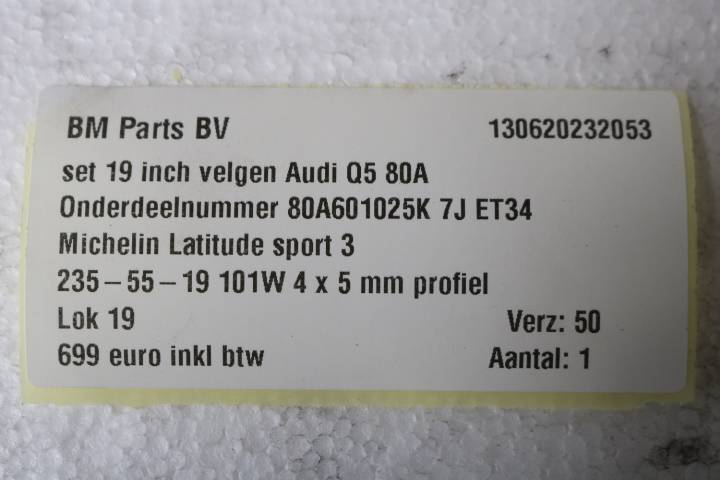 BM Parts BV 130620232053
set 19 inch velgen Audi Q5 80A
Onderdeelnummer 80A601025K 7J ET34
Michelin Latitude sport 3
235-55-19 101W 4 x 5 mm profiel
Lok 19 Verz: 50
699 euro inkl btw Aantal: 1